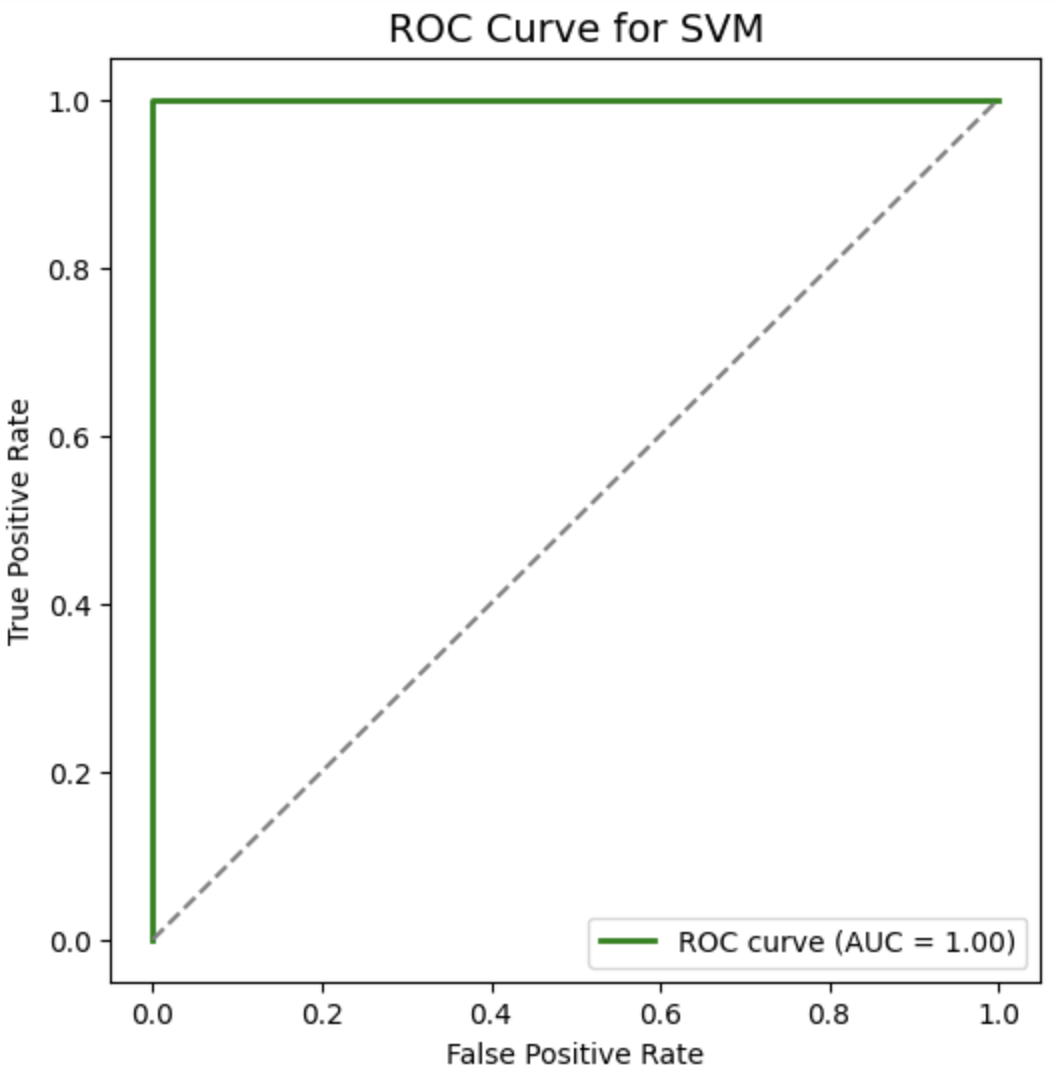 ROC Curve for SVM
True Positive Rate
1.0
0.8
0.6
0.4
0.2
0.0
ROC curve (AUC = 1.00)
0.0 0.2 0.4 0.6 0.8 1.0
False Positive Rate